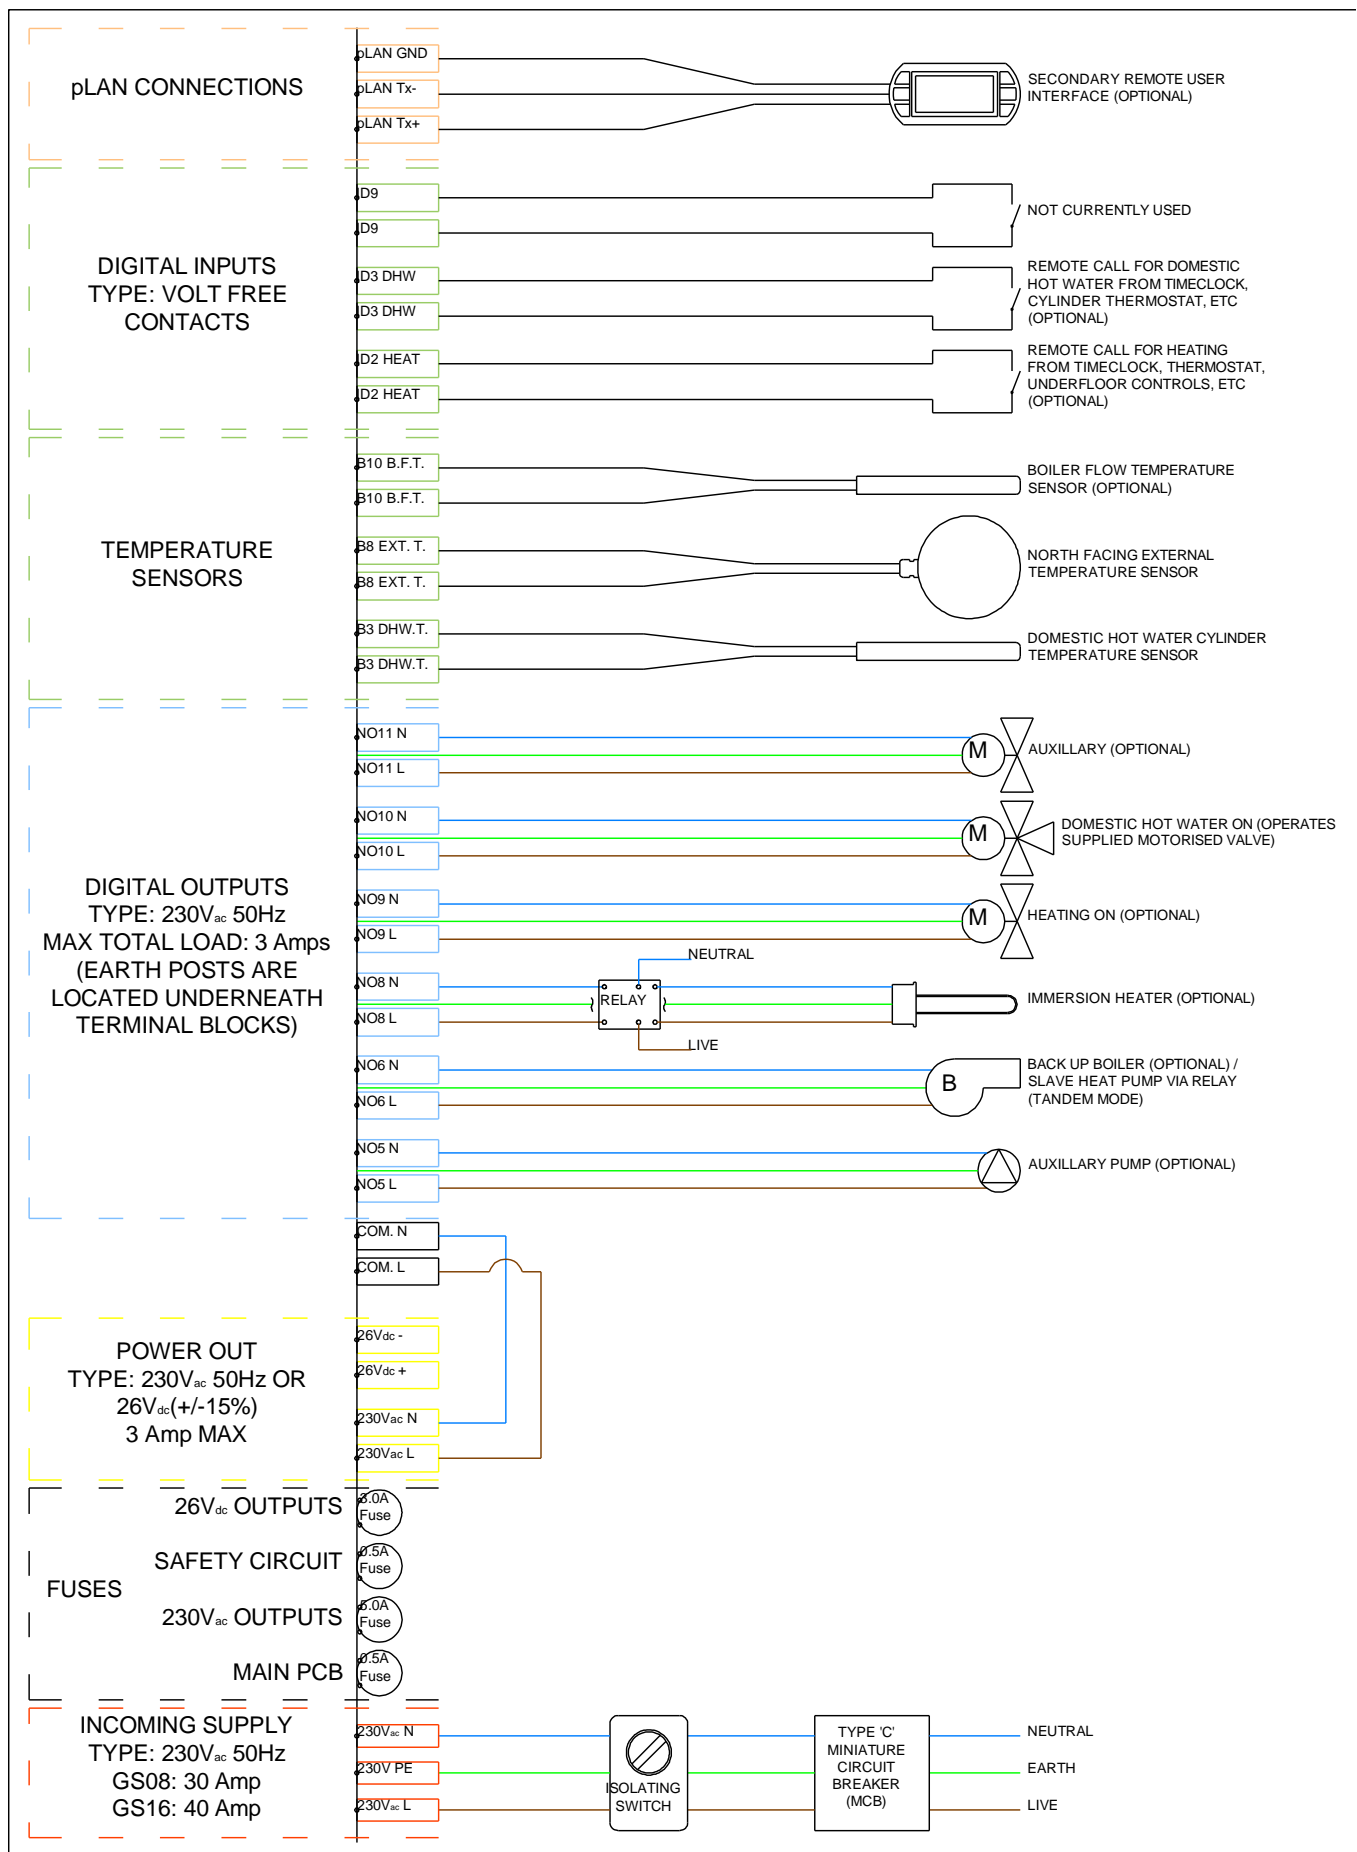 pLAN CONNECTIONS
pLAN GND
pLAN Tx-
pLAN Tx+
SECONDARY REMOTE USER
INTERFACE (OPTIONAL)
DIGITAL INPUTS
TYPE: VOLT FREE
CONTACTS
ID9
ID9
NOT CURRENTLY USED
ID3 DHW
ID3 DHW
REMOTE CALL FOR DOMESTIC
HOT WATER FROM TIMECLOCK,
CYLINDER THERMOSTAT, ETC
(OPTIONAL)
ID2 HEAT
ID2 HEAT
REMOTE CALL FOR HEATING
FROM TIMECLOCK, THERMOSTAT,
UNDERFLOOR CONTROLS, ETC
(OPTIONAL)
TEMPERATURE
SENSORS
B10 B.F.T.
B10 B.F.T.
BOILER FLOW TEMPERATURE
SENSOR (OPTIONAL)
B8 EXT. T.
B8 EXT. T.
NORTH FACING EXTERNAL
TEMPERATURE SENSOR
B3 DHW.T.
B3 DHW.T.
DOMESTIC HOT WATER CYLINDER
TEMPERATURE SENSOR
DIGITAL OUTPUTS
TYPE: 230Vac 50Hz
MAX TOTAL LOAD: 3 Amps
(EARTH POSTS ARE
LOCATED UNDERNEATH
TERMINAL BLOCKS)
NO11 N
NO11 L
M
AUXILLARY (OPTIONAL)
NO10 N
NO10 L
M
DOMESTIC HOT WATER ON (OPERATES
SUPPLIED MOTORISED VALVE)
NO9 N
NO9 L
M
HEATING ON (OPTIONAL)
NO8 N
NO8 L
NEUTRAL
RELAY
LIVE
IMMERSION HEATER (OPTIONAL)
NO6 N
NO6 L
B
BACK UP BOILER (OPTIONAL) /
SLAVE HEAT PUMP VIA RELAY
(TANDEM MODE)
NO5 N
NO5 L
AUXILLARY PUMP (OPTIONAL)
COM. N
COM. L
POWER OUT
TYPE: 230Vac 50Hz OR
26Vdc(+/-15%)
3 Amp MAX
26Vdc -
26Vdc +
230Vac N
230Vac L
FUSES
26Vdc OUTPUTS
3.0A
Fuse
SAFETY CIRCUIT
0.5A
Fuse
230Vac OUTPUTS
5.0A
Fuse
MAIN PCB
0.5A
Fuse
INCOMING SUPPLY
TYPE: 230Vac 50Hz
GS08: 30 Amp
GS16: 40 Amp
230Vac N
230V PE
230Vac L
ISOLATING
SWITCH
TYPE 'C'
MINIATURE
CIRCUIT
BREAKER
(MCB)
NEUTRAL
EARTH
LIVE